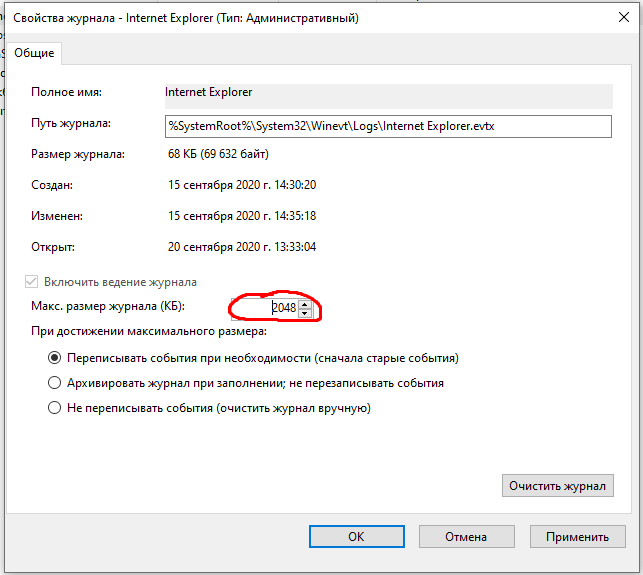 Свойства журнала - Internet Explorer (Тип: Административный)
Общие
Полное имя: Internet Explorer
Путь журнала: %SystemRoot%\System32\Winevt\Logs\Internet Explorer.evtx
Размер журнала: 68 КБ (69 632 байт)
Создан: 15 сентября 2020 г. 14:30:20
Изменен: 15 сентября 2020 г. 14:35:18
Открыт: 20 сентября 2020 г. 13:33:04
Включить ведение журнала
Макс. размер журнала (КБ): 2048
При достижении максимального размера:
Переписывать события при необходимости (сначала старые события)
Архивировать журнал при заполнении; не перезаписывать события
Не переписывать события (очистить журнал вручную)
Очистить журнал
ОК Отмена Применить